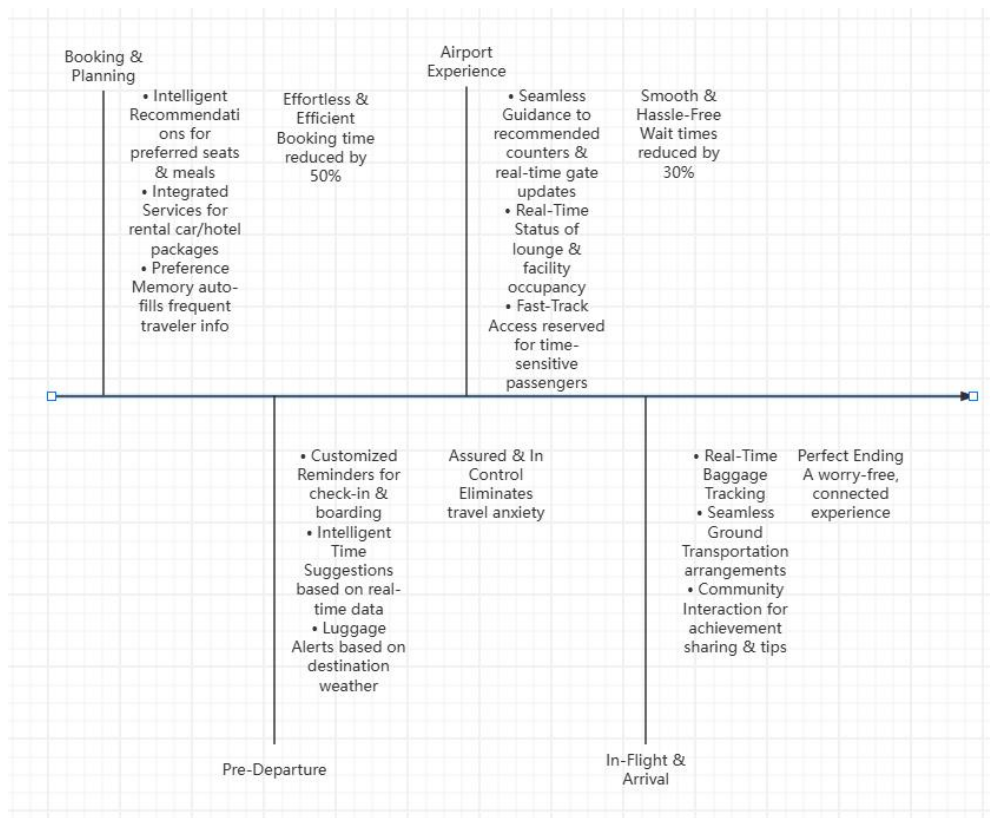 Booking &
Planning
• Intelligent
Recommendati
ons for
preferred seats
& meals
• Integrated
Services for
rental car/hotel
packages
• Preference
Memory auto-
fills frequent
traveler info
Effortless &
Efficient
Booking time
reduced by
50%
Airport
Experience
• Seamless
Guidance to
recommended
counters &
real-time gate
updates
• Real-Time
Status of
lounge &
facility
occupancy
• Fast-Track
Access reserved
for time-
sensitive
passengers
Smooth &
Hassle-Free
Wait times
reduced by
30%
• Customized
Reminders for
check-in &
boarding
• Intelligent
Time
Suggestions
based on real-
time data
• Luggage
Alerts based on
destination
weather
Assured & In
Control
Eliminates
travel anxiety
Pre-Departure
• Real-Time
Baggage
Tracking
• Seamless
Ground
Transportation
arrangements
• Community
Interaction for
achievement
sharing & tips
Perfect Ending
A worry-free,
connected
experience
In-Flight &
Arrival